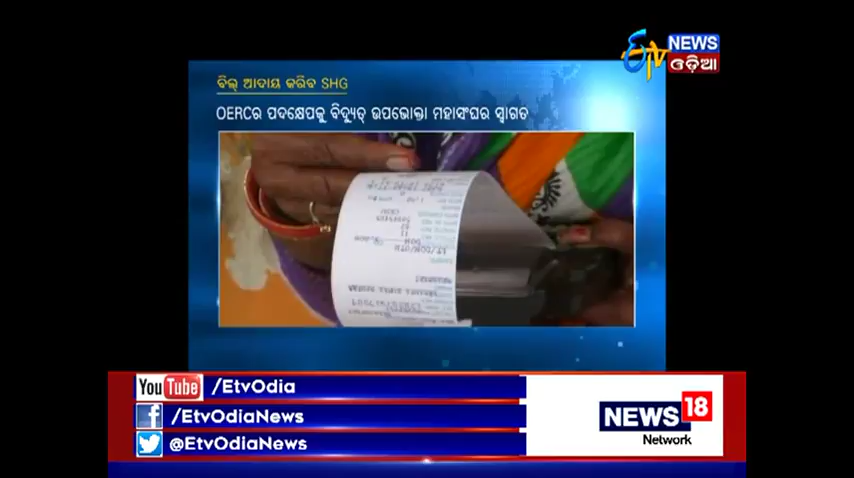 ETV NEWS
ଓଡ଼ିଆ
ବିଲ୍ ଆଦାୟ କରିବ SHG
OERCର ପଦକ୍ଷେପକୁ ବିଦ୍ୟୁତ୍ ଉପଭୋକ୍ତା ମହାସଂଘର ସ୍ୱାଗତ
YouTube /EtvOdia
f /EtvOdiaNews
@EtvOdiaNews
NEWS 18
Network